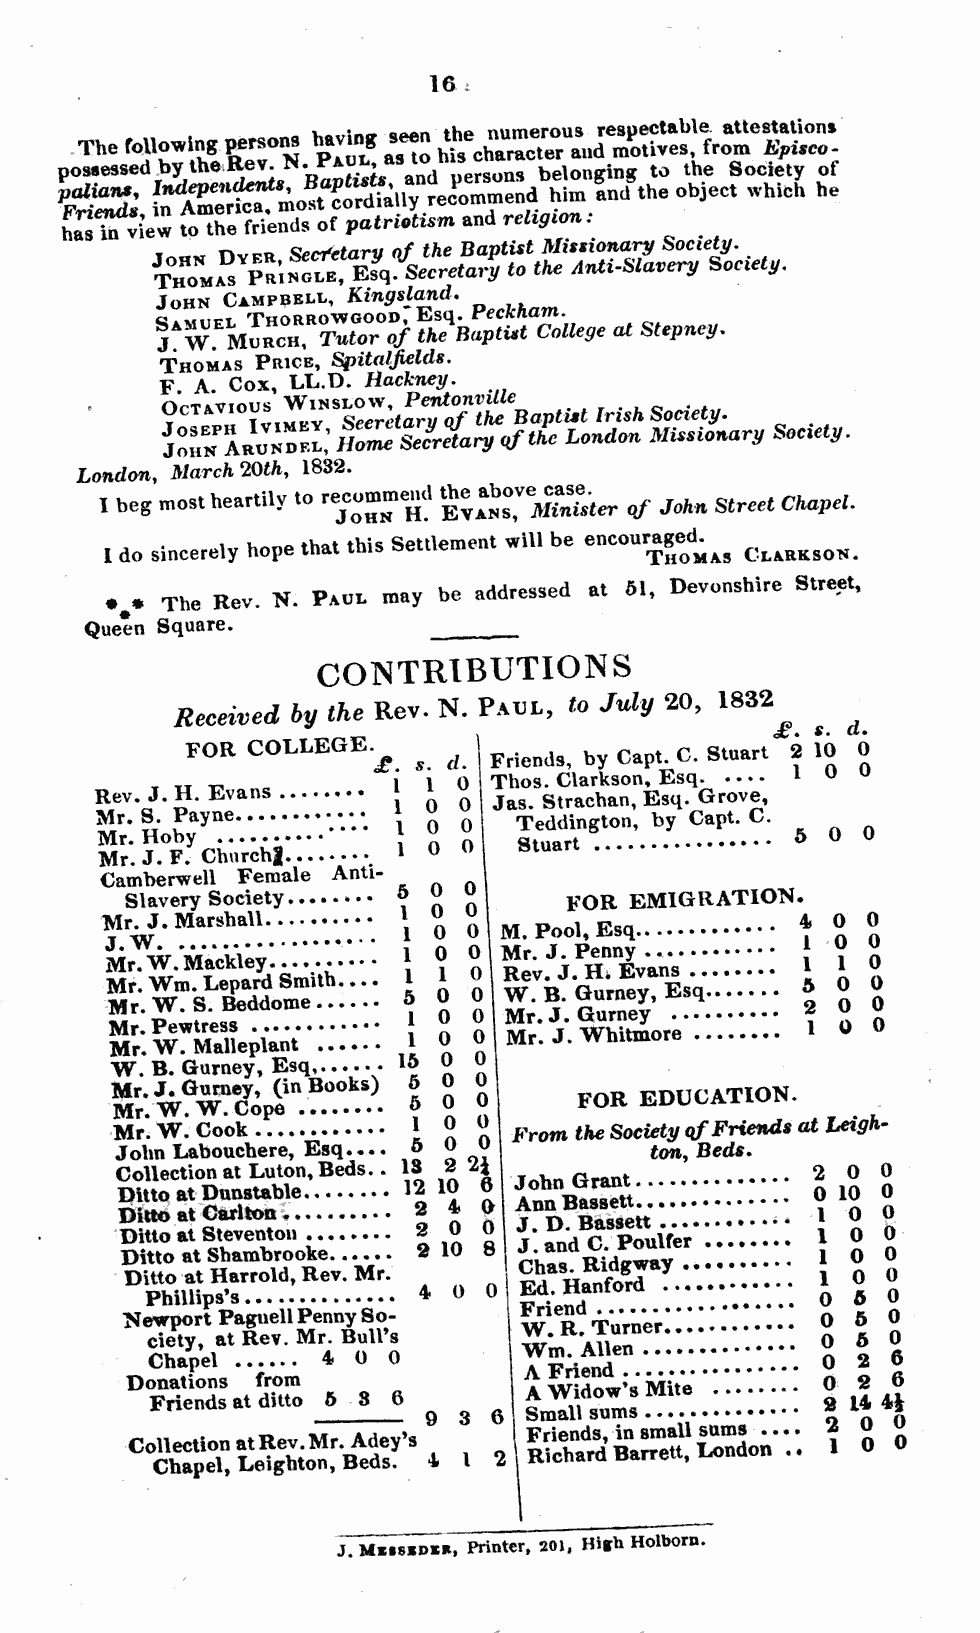 16
The following persons having seen the numerous respectable attestations
possessed by the Rev. N. PAUL, as to his character and motives, from Episco-
palians, Independents, Baptists, and persons belonging to the Society of
Friends, in America, most cordially recommend him and the object which he
has in view to the friends of patriotism and religion:
JOHN DYER, Secretary of the Baptist Missionary Society.
THOMAS PRINGLE, Esq. Secretary to the Anti-Slavery Society.
JOHN CAMPBELL, Kingsland.
SAMUEL THORROWGOOD, Esq. Peckham.
J. W. MURCH, Tutor of the Baptist College at Stepney.
THOMAS PRICE, Spitalfields.
F. A. COX, LL.D. Hackney.
OCTAVIOUS WINSLOW, Pentonville
JOSEPH IVIMEY, Secretary of the Baptist Irish Society.
JOHN ARUNDEL, Home Secretary of the London Missionary Society.
London, March 20th, 1832.
I beg most heartily to recommend the above case.
JOHN H. EVANS, Minister of John Street Chapel.
I do sincerely hope that this Settlement will be encouraged.
THOMAS CLARKSON.
*** The Rev. N. PAUL may be addressed at 51, Devonshire Street,
Queen Square.
CONTRIBUTIONS
Received by the Rev. N. PAUL, to July 20, 1832
FOR COLLEGE.
£. s. d.
Rev. J. H. Evans ........ 1 1 0
Mr. S. Payne............ 1 0 0
Mr. Hoby .............. 1 0 0
Mr. J. F. Church........ 1 0 0
Camberwell Female Anti-
Slavery Society........ 5 0 0
Mr. J. Marshall.......... 1 0 0
J. W. .................. 1 0 0
Mr. W. Mackley.......... 1 0 0
Mr. Wm. Lepard Smith.... 1 1 0
Mr. W. S. Beddome...... 5 0 0
Mr. Pewtress ............ 1 0 0
Mr. W. Malleplant ...... 1 0 0
W. B. Gurney, Esq....... 15 0 0
Mr. J. Gurney, (in Books) 5 0 0
Mr. W. W. Cope ........ 5 0 0
Mr. W. Cook ............ 1 0 0
John Labouchere, Esq.... 5 0 0
Collection at Luton, Beds.. 13 2 2½
Ditto at Dunstable........ 12 10 6
Ditto at Carlton .......... 2 4 0
Ditto at Steventon ........ 2 0 0
Ditto at Shambrooke...... 2 10 8
Ditto at Harrold, Rev. Mr.
Phillips's.............. 4 0 0
Newport Pagnell Penny So-
ciety, at Rev. Mr. Bull's
Chapel ...... 4 0 0
Donations from
Friends at ditto 5 3 6
9 3 6
Collection at Rev. Mr. Adey's
Chapel, Leighton, Beds. 4 1 2
£. s. d.
Friends, by Capt. C. Stuart 2 10 0
Thos. Clarkson, Esq. .... 1 0 0
Jas. Strachan, Esq. Grove,
Teddington, by Capt. C.
Stuart ................ 5 0 0
FOR EMIGRATION.
M. Pool, Esq.............. 4 0 0
Mr. J. Penny ............ 1 0 0
Rev. J. H. Evans ........ 1 1 0
W. B. Gurney, Esq....... 5 0 0
Mr. J. Gurney .......... 2 0 0
Mr. J. Whitmore ........ 1 0 0
FOR EDUCATION.
From the Society of Friends at Leigh-
ton, Beds.
John Grant.............. 2 0 0
Ann Bassett.............. 0 10 0
J. D. Bassett ............ 1 0 0
J. and C. Poulfer ........ 1 0 0
Chas. Ridgway .......... 1 0 0
Ed. Hanford ............ 1 0 0
Friend .................. 0 5 0
W. R. Turner............ 0 5 0
Wm. Allen .............. 0 5 0
A Friend ................ 0 2 6
A Widow's Mite ........ 0 2 6
Small sums .............. 2 14 4½
Friends, in small sums .... 2 0 0
Richard Barrett, London .. 1 0 0
J. MESSEDER, Printer, 201, High Holborn.